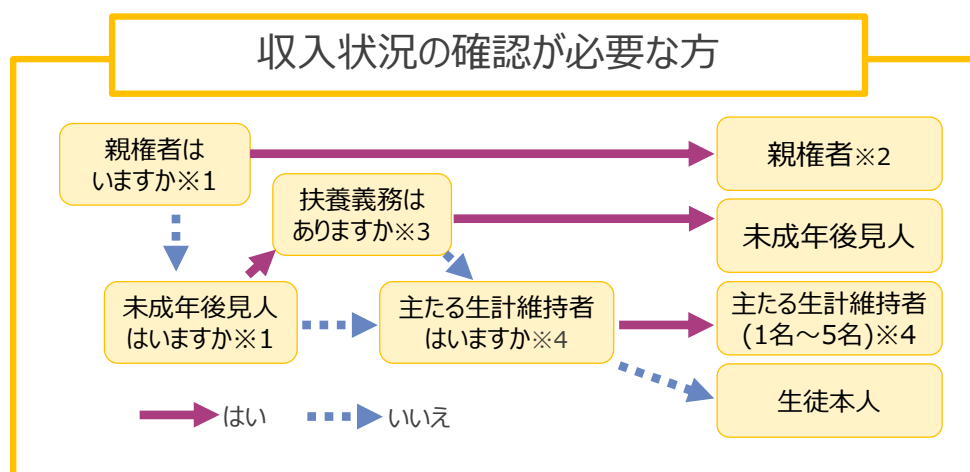 収入状況の確認が必要な方
親権者は
いますか※1
親権者※2
扶養義務は
ありますか※3
未成年後見人
未成年後見人
はいますか※1
主たる生計維持者
はいますか※4
主たる生計維持者
(1名～5名)※4
生徒本人
はい
いいえ